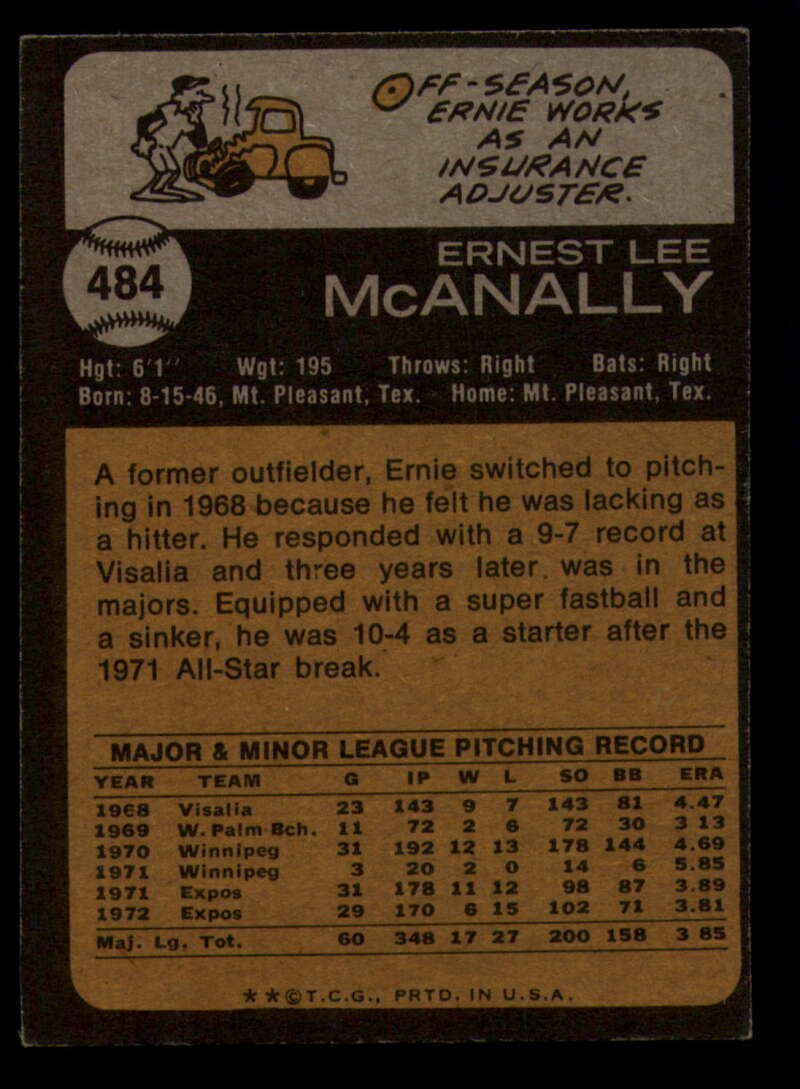 OFF-SEASON,
ERNIE WORKS
AS AN
INSURANCE
ADJUSTER.
484
ERNEST LEE
McANALLY
Hgt: 6'1" Wgt: 195 Throws: Right Bats: Right
Born: 8-15-46, Mt. Pleasant, Tex. Home: Mt. Pleasant, Tex.
A former outfielder, Ernie switched to pitch-
ing in 1968 because he felt he was lacking as
a hitter. He responded with a 9-7 record at
Visalia and three years later was in the
majors. Equipped with a super fastball and
a sinker, he was 10-4 as a starter after the
1971 All-Star break.
MAJOR & MINOR LEAGUE PITCHING RECORD
YEAR TEAM G IP W L SO BB ERA
1968 Visalia 23 143 9 7 143 81 4.47
1969 W. Palm Bch. 11 72 2 6 72 30 3 13
1970 Winnipeg 31 192 12 13 178 144 4.69
1971 Winnipeg 3 20 2 0 14 6 5.85
1971 Expos 31 178 11 12 98 87 3.89
1972 Expos 29 170 6 15 102 71 3.81
Maj. Lg. Tot. 60 348 17 27 200 158 3 85
* * © T.C.G., PRTD. IN U.S.A.